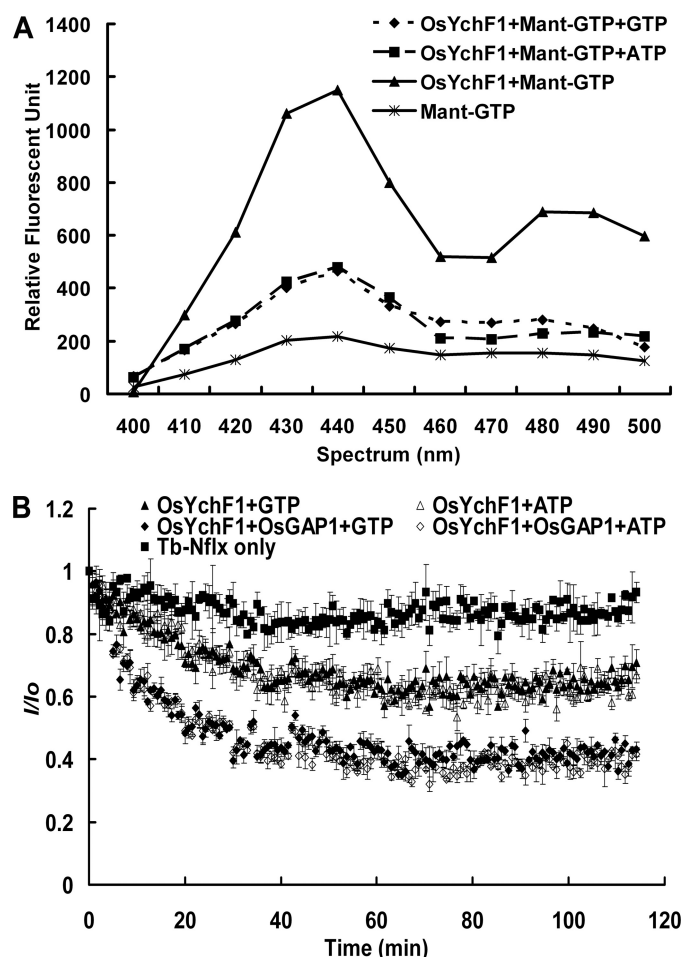 A
OsYchF1+Mant-GTP+GTP
OsYchF1+Mant-GTP+ATP
OsYchF1+Mant-GTP
Mant-GTP
Relative Fluorescent Unit
1400
1200
1000
800
600
400
200
0
400 410 420 430 440 450 460 470 480 490 500
Spectrum (nm)
B
OsYchF1+GTP OsYchF1+ATP
OsYchF1+OsGAP1+GTP OsYchF1+OsGAP1+ATP
Tb-Nflx only
I/Io
1.2
1
0.8
0.6
0.4
0.2
0
0 20 40 60 80 100 120
Time (min)